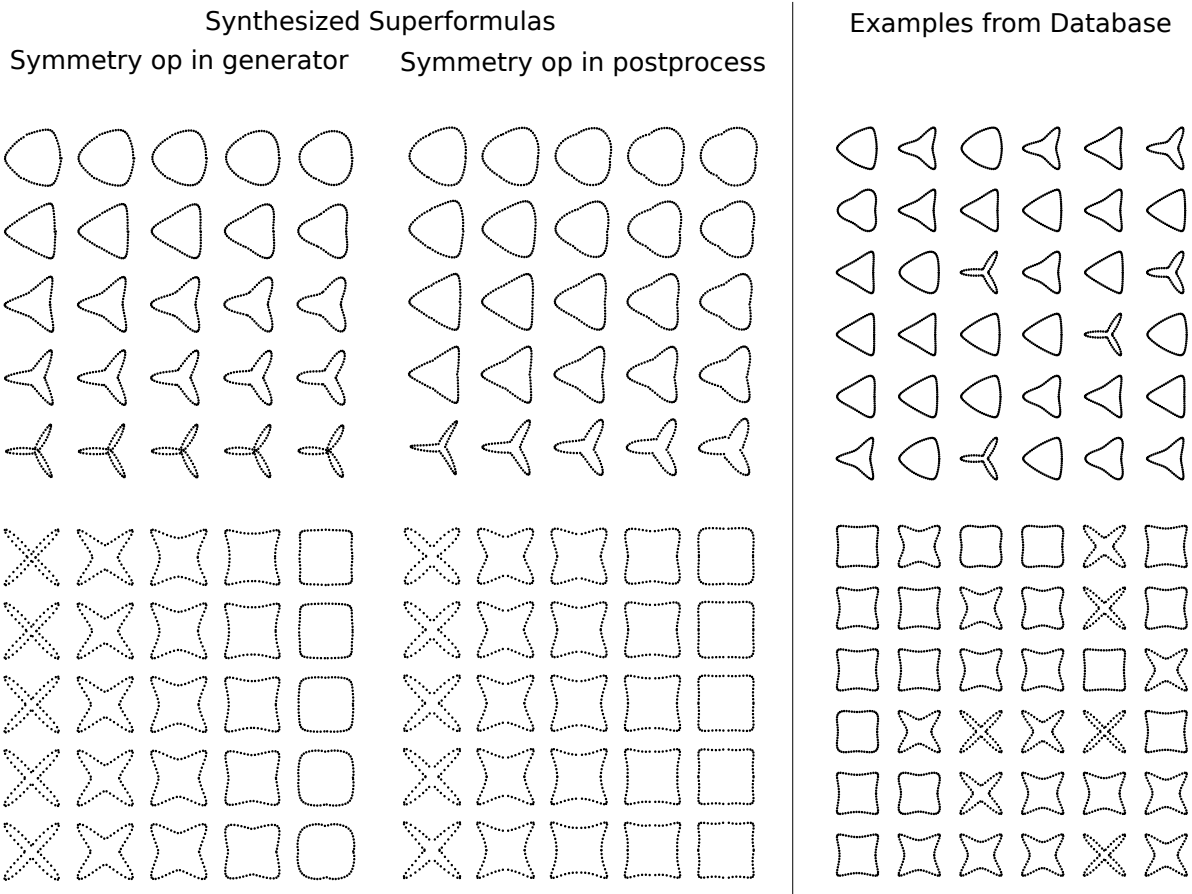 Synthesized Superformulas
Symmetry op in generator
Symmetry op in postprocess
Examples from Database